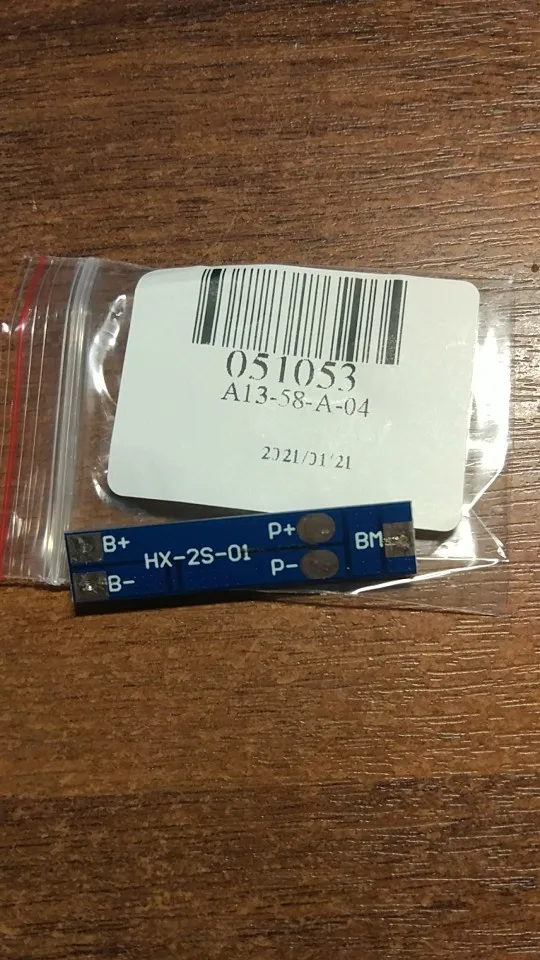 051053
A13-58-A-04
2021/01/21
B+
HX-2S-01
P+
BM
B-
P-